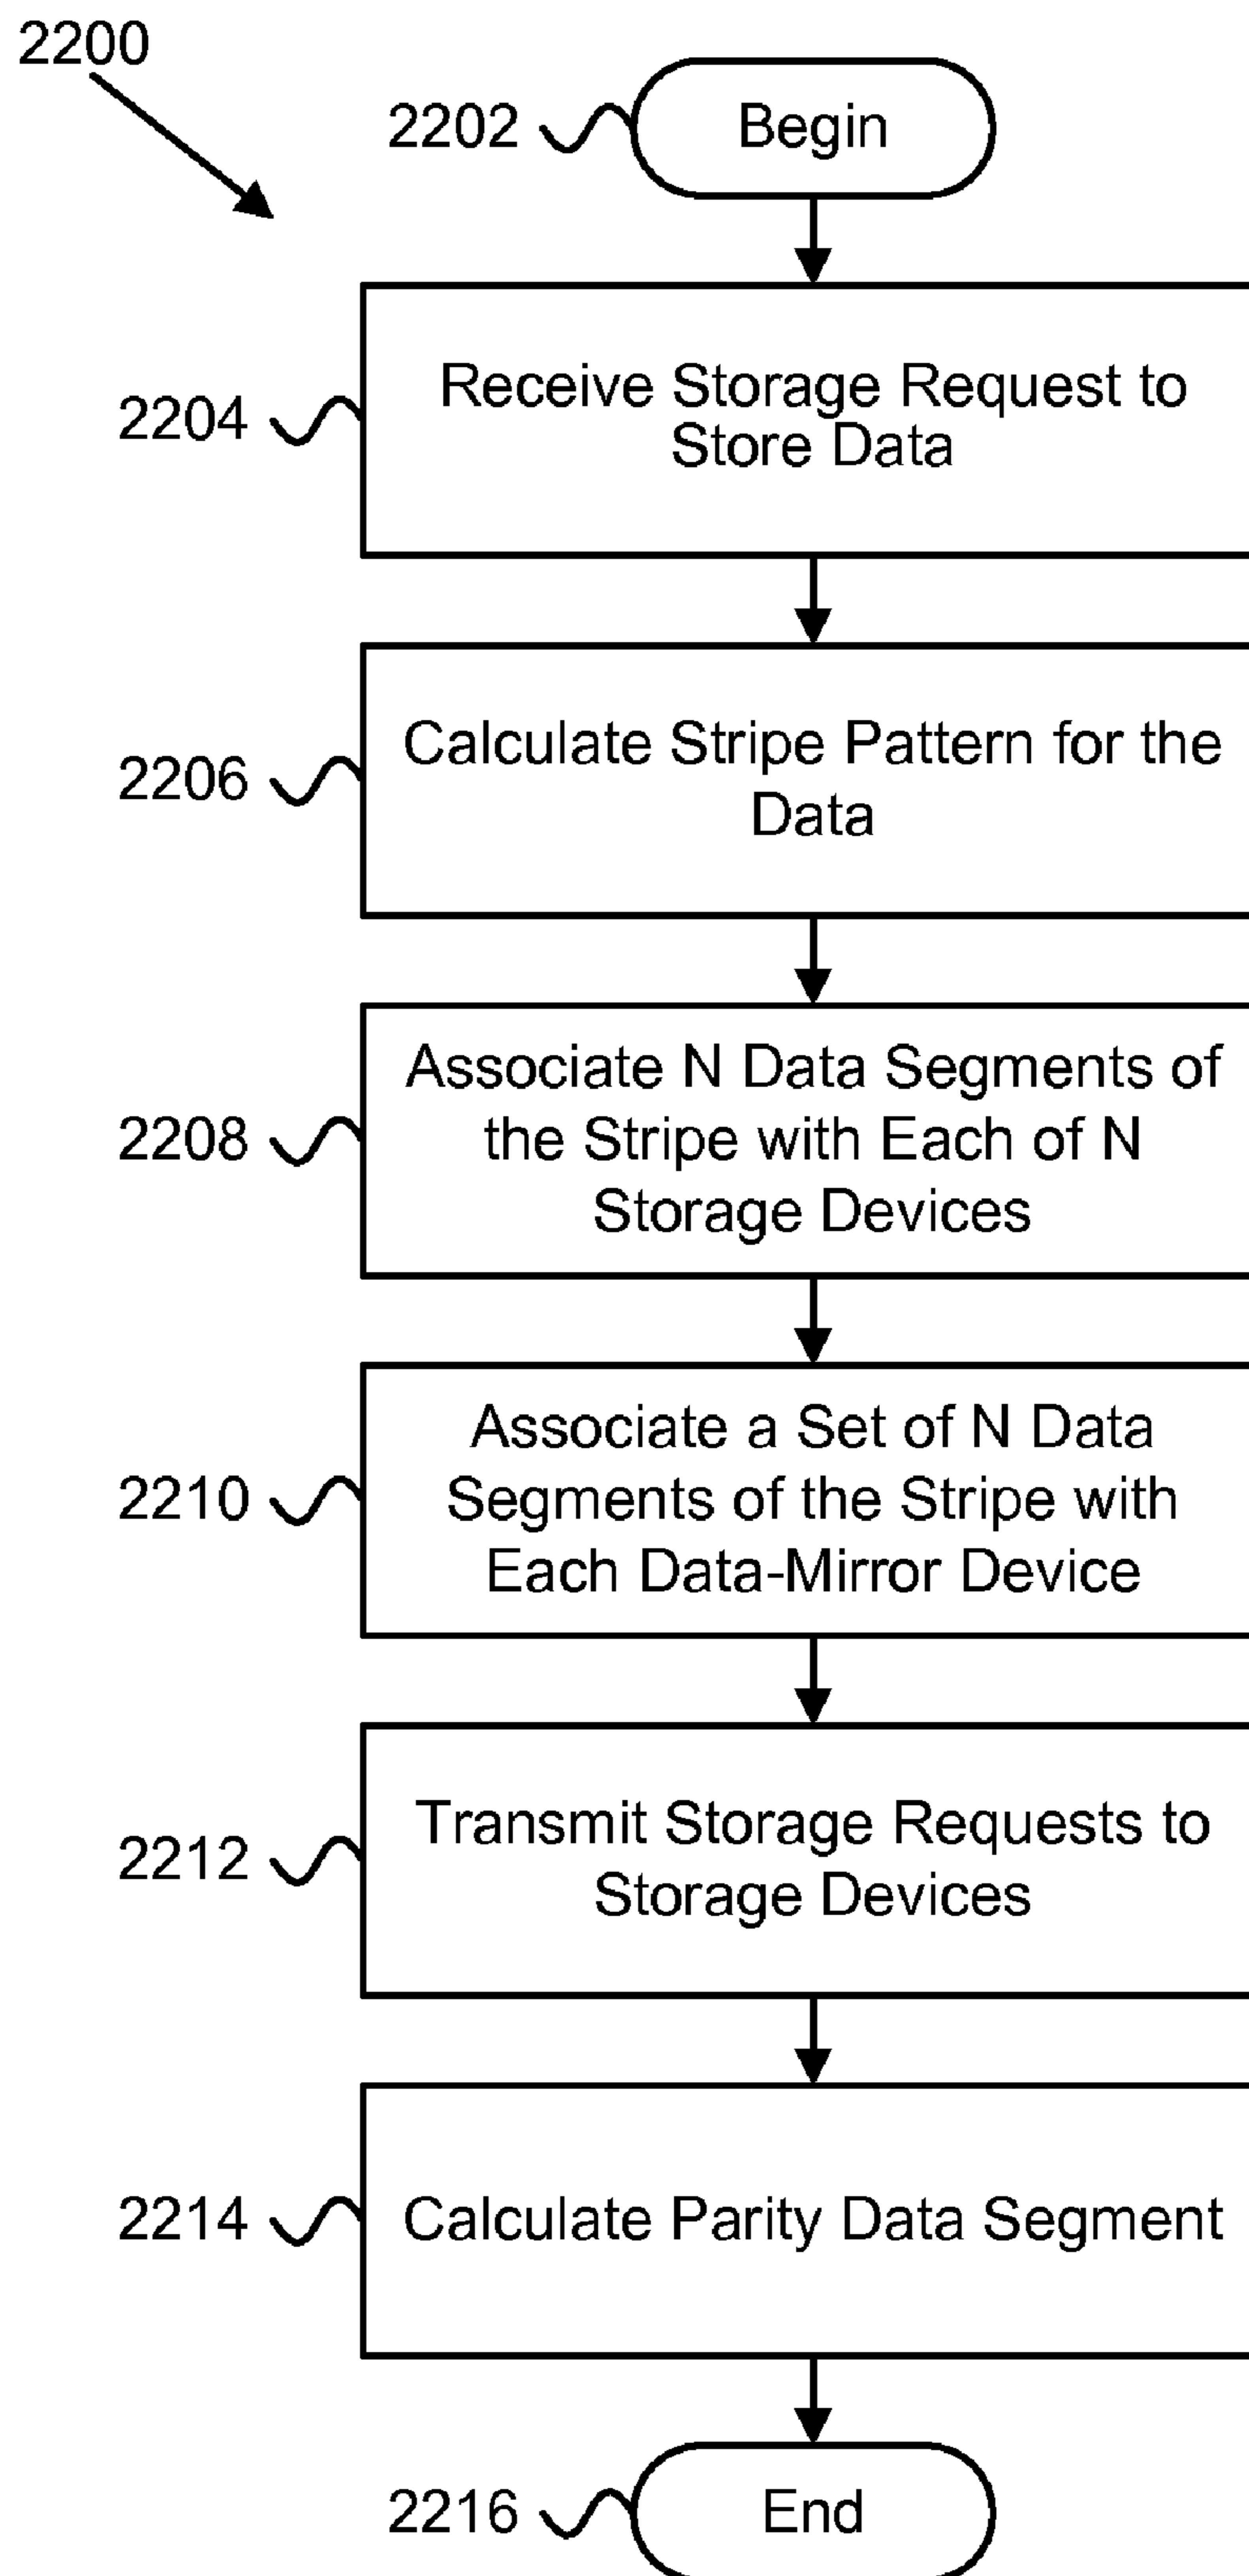 2200
2202
Begin
2204
Receive Storage Request to
Store Data
2206
Calculate Stripe Pattern for the
Data
2208
Associate N Data Segments of
the Stripe with Each of N
Storage Devices
2210
Associate a Set of N Data
Segments of the Stripe with
Each Data-Mirror Device
2212
Transmit Storage Requests to
Storage Devices
2214
Calculate Parity Data Segment
2216
End